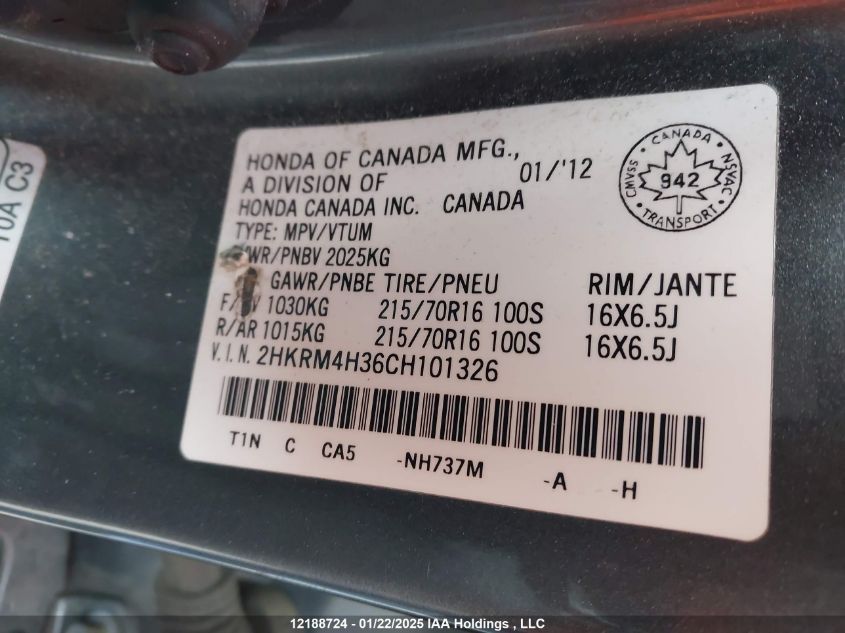 10A C3
HONDA OF CANADA MFG., 01/'12
A DIVISION OF
HONDA CANADA INC. CANADA
TYPE: MPV/VTUM
WR/PNBV 2025KG
GAWR/PNBE TIRE/PNEU RIM/JANTE
F/ V 1030KG 215/70R16 100S 16X6.5J
R/AR 1015KG 215/70R16 100S 16X6.5J
V.I.N. 2HKRM4H36CH101326
T1N C CA5 -NH737M -A -H
CANADA
CMVSS 942 NSVAC
TRANSPORT
12188724 - 01/22/2025 IAA Holdings , LLC